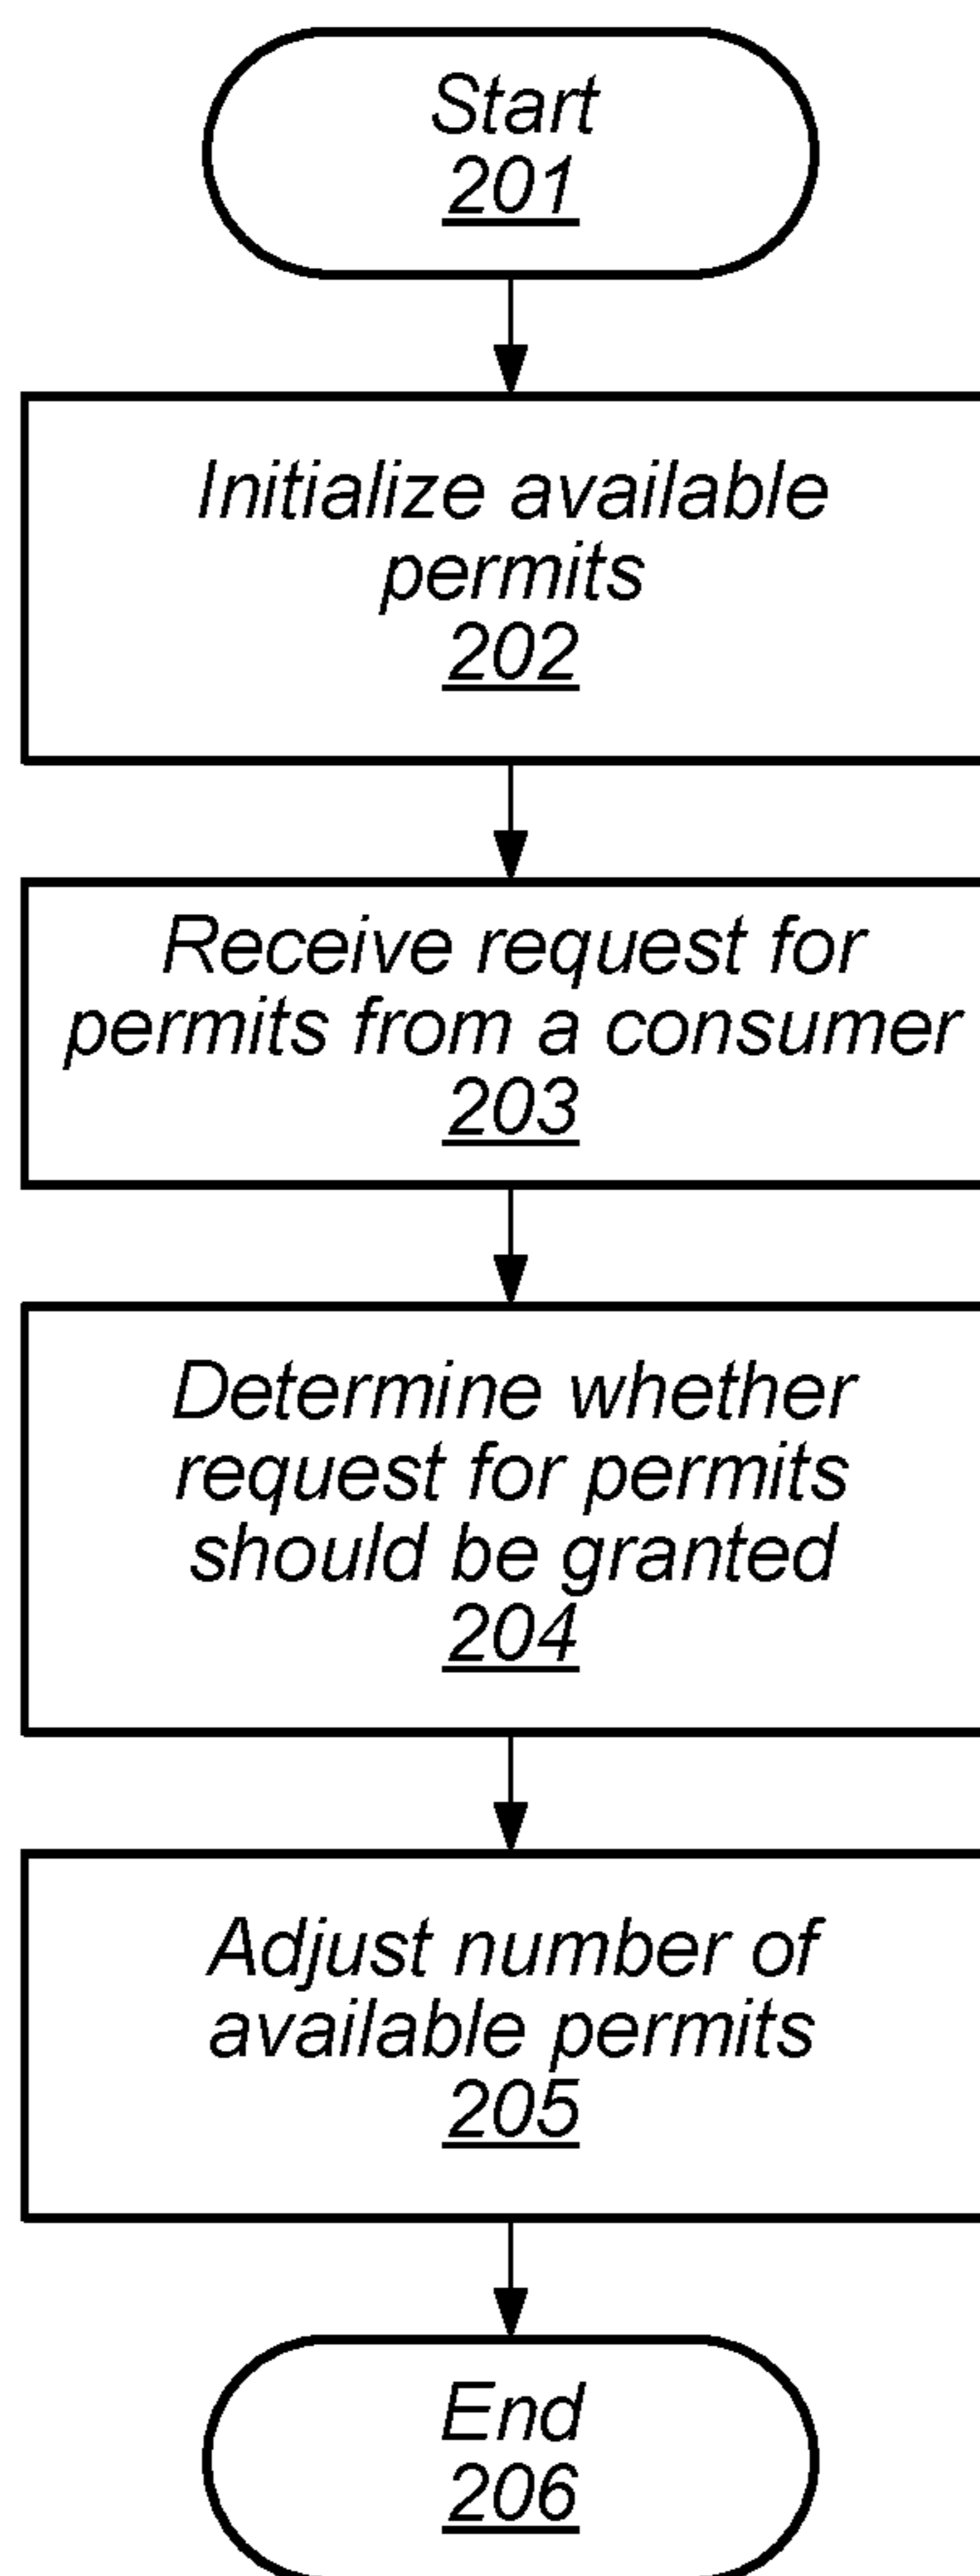 Start
201
Initialize available
permits
202
Receive request for
permits from a consumer
203
Determine whether
request for permits
should be granted
204
Adjust number of
available permits
205
End
206